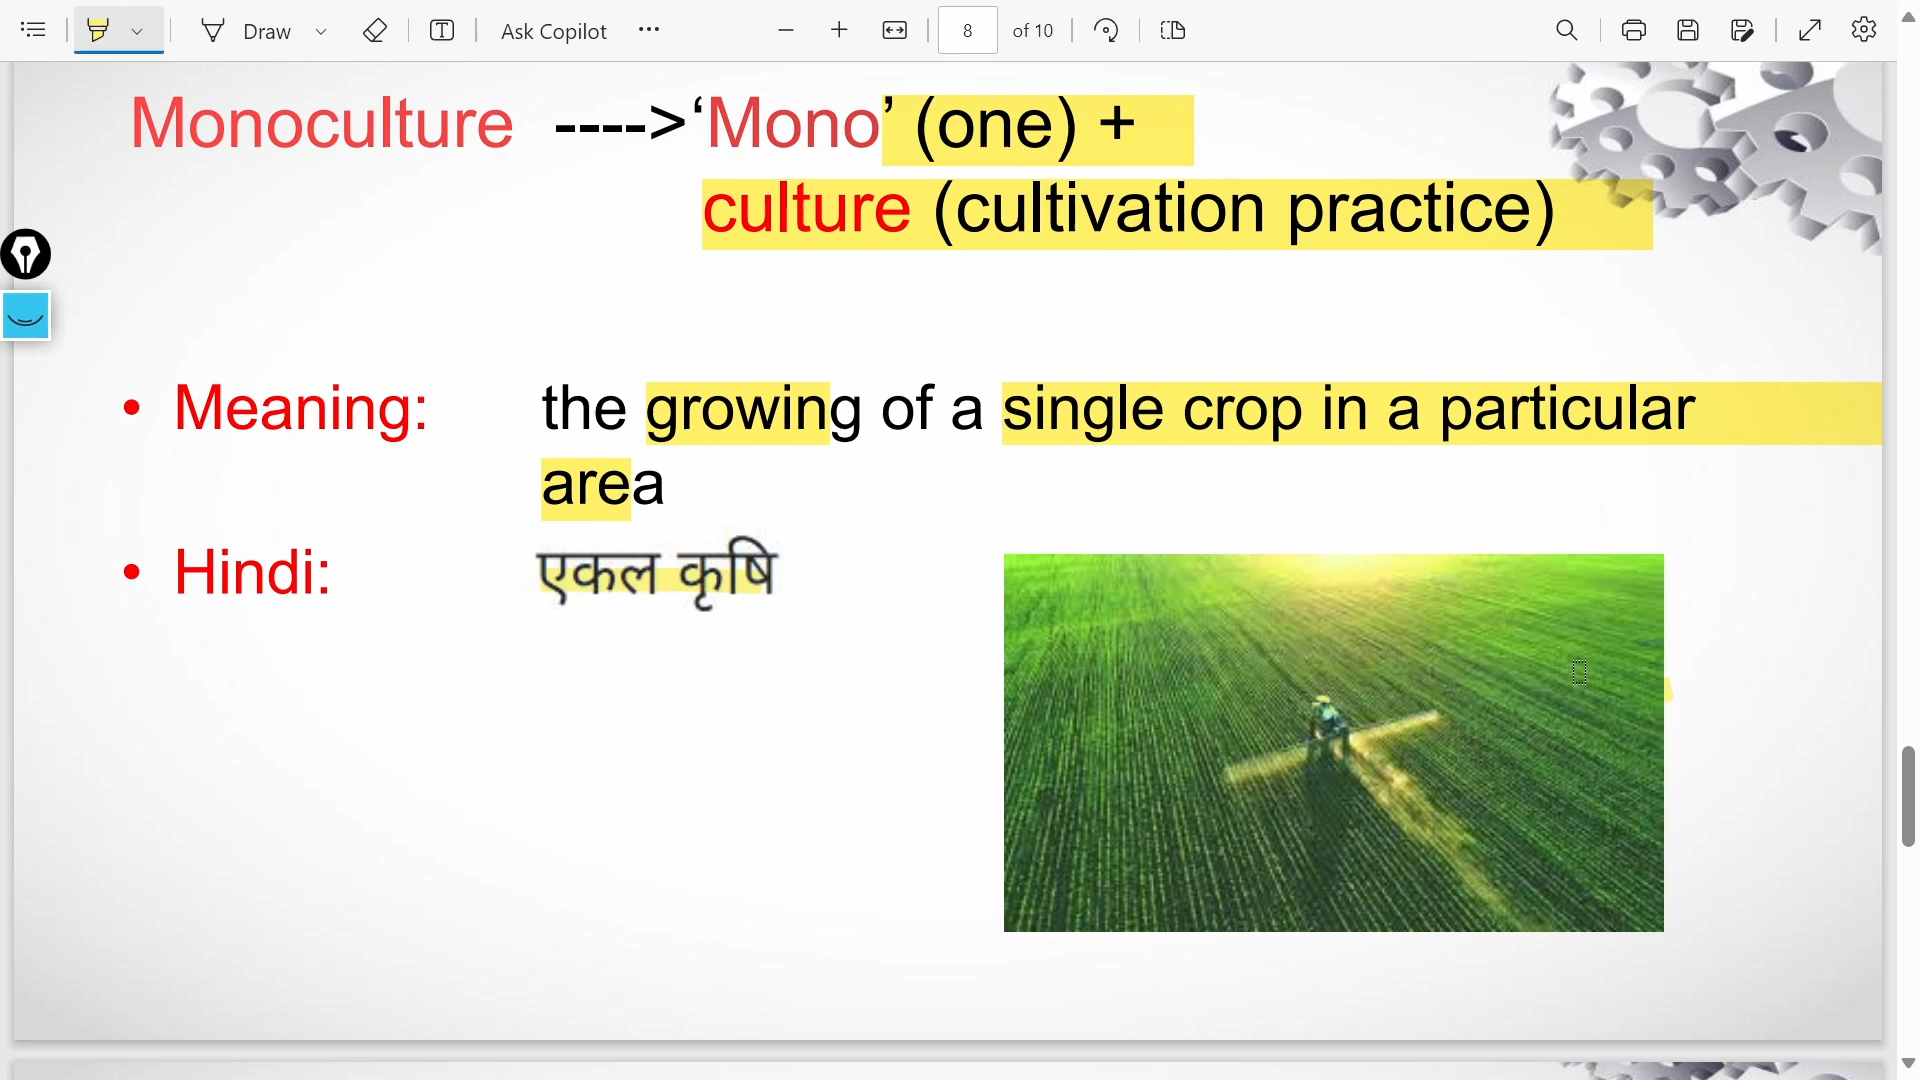 Draw
Ask Copilot
8
of 10
Monoculture ---->‘Mono’ (one) +
culture (cultivation practice)
• Meaning: the growing of a single crop in a particular
area
• Hindi: एकल कृषि